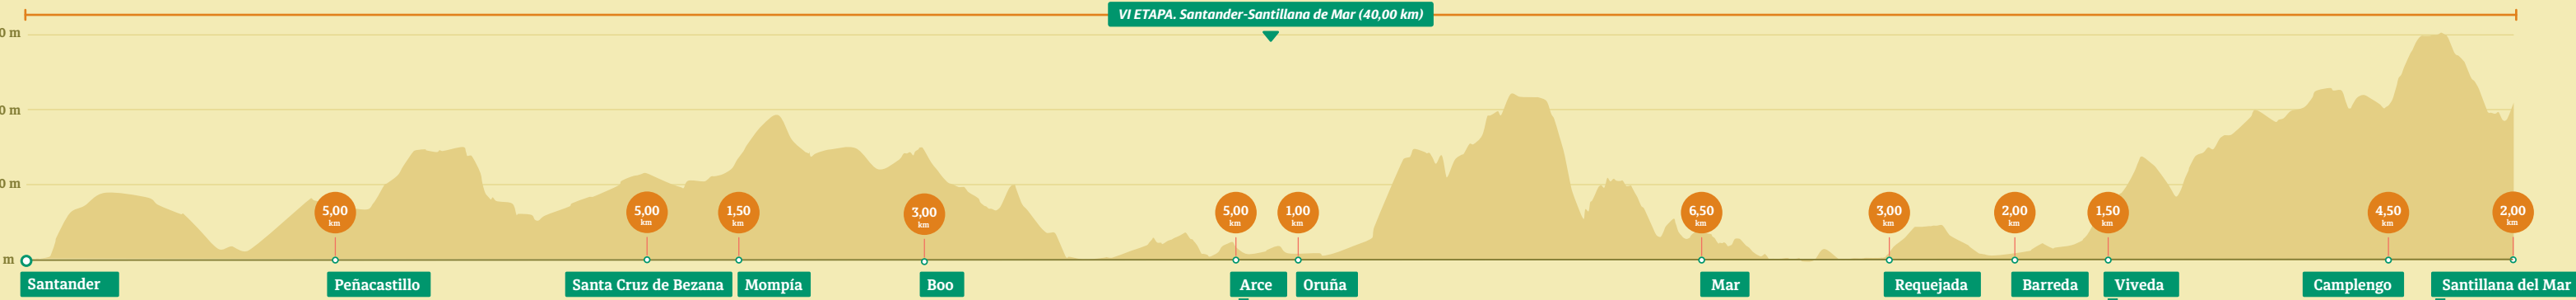 VI ETAPA. Santander-Santillana de Mar (40,00 km)
0 m
0 m
0 m
m
5,00 km
5,00 km
1,50 km
3,00 km
5,00 km
1,00 km
6,50 km
3,00 km
2,00 km
1,50 km
4,50 km
2,00 km
Santander
Peñacastillo
Santa Cruz de Bezana
Mompía
Boo
Arce
Oruña
Mar
Requejada
Barreda
Viveda
Camplengo
Santillana del Mar